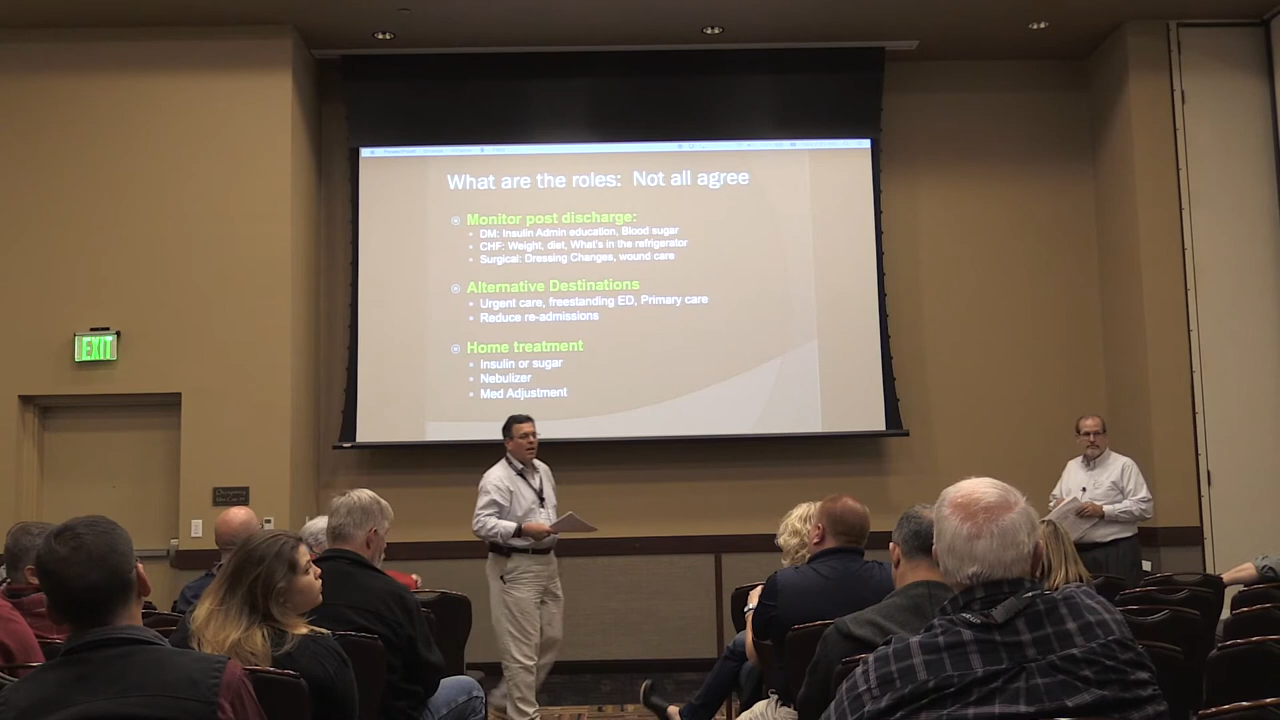 What are the roles: Not all agree
Monitor post discharge:
DM: Insulin Admin education, Blood sugar
CHF: Weight, diet, What's in the refrigerator
Surgical: Dressing Changes, wound care
Alternative Destinations
Urgent care, freestanding ED, Primary care
Reduce re-admissions
Home treatment
Insulin or sugar
Nebulizer
Med Adjustment
EXIT
Occupancy